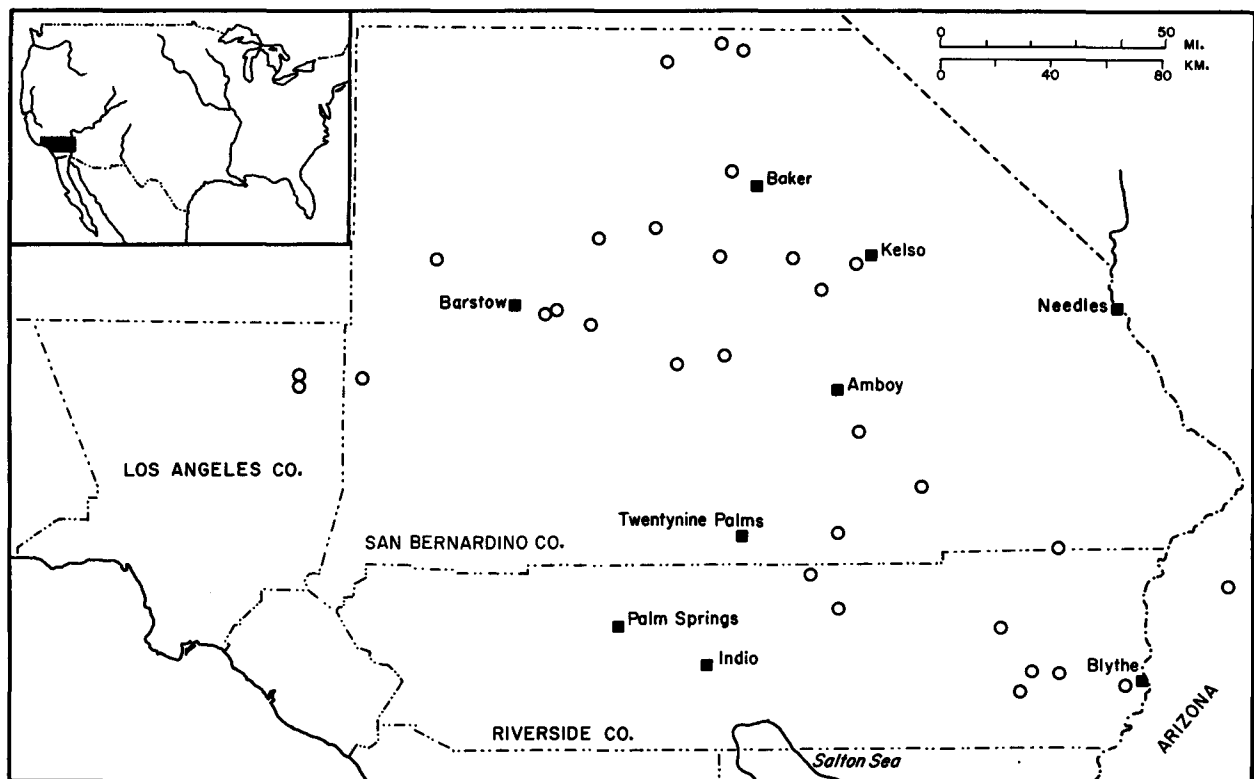 0 50
MI.
KM.
0 40 80
Baker
Kelso
Barstow
Needles
Amboy
LOS ANGELES CO.
Twentynine Palms
SAN BERNARDINO CO.
Palm Springs
Indio
Blythe
RIVERSIDE CO.
ARIZONA
Salton Sea